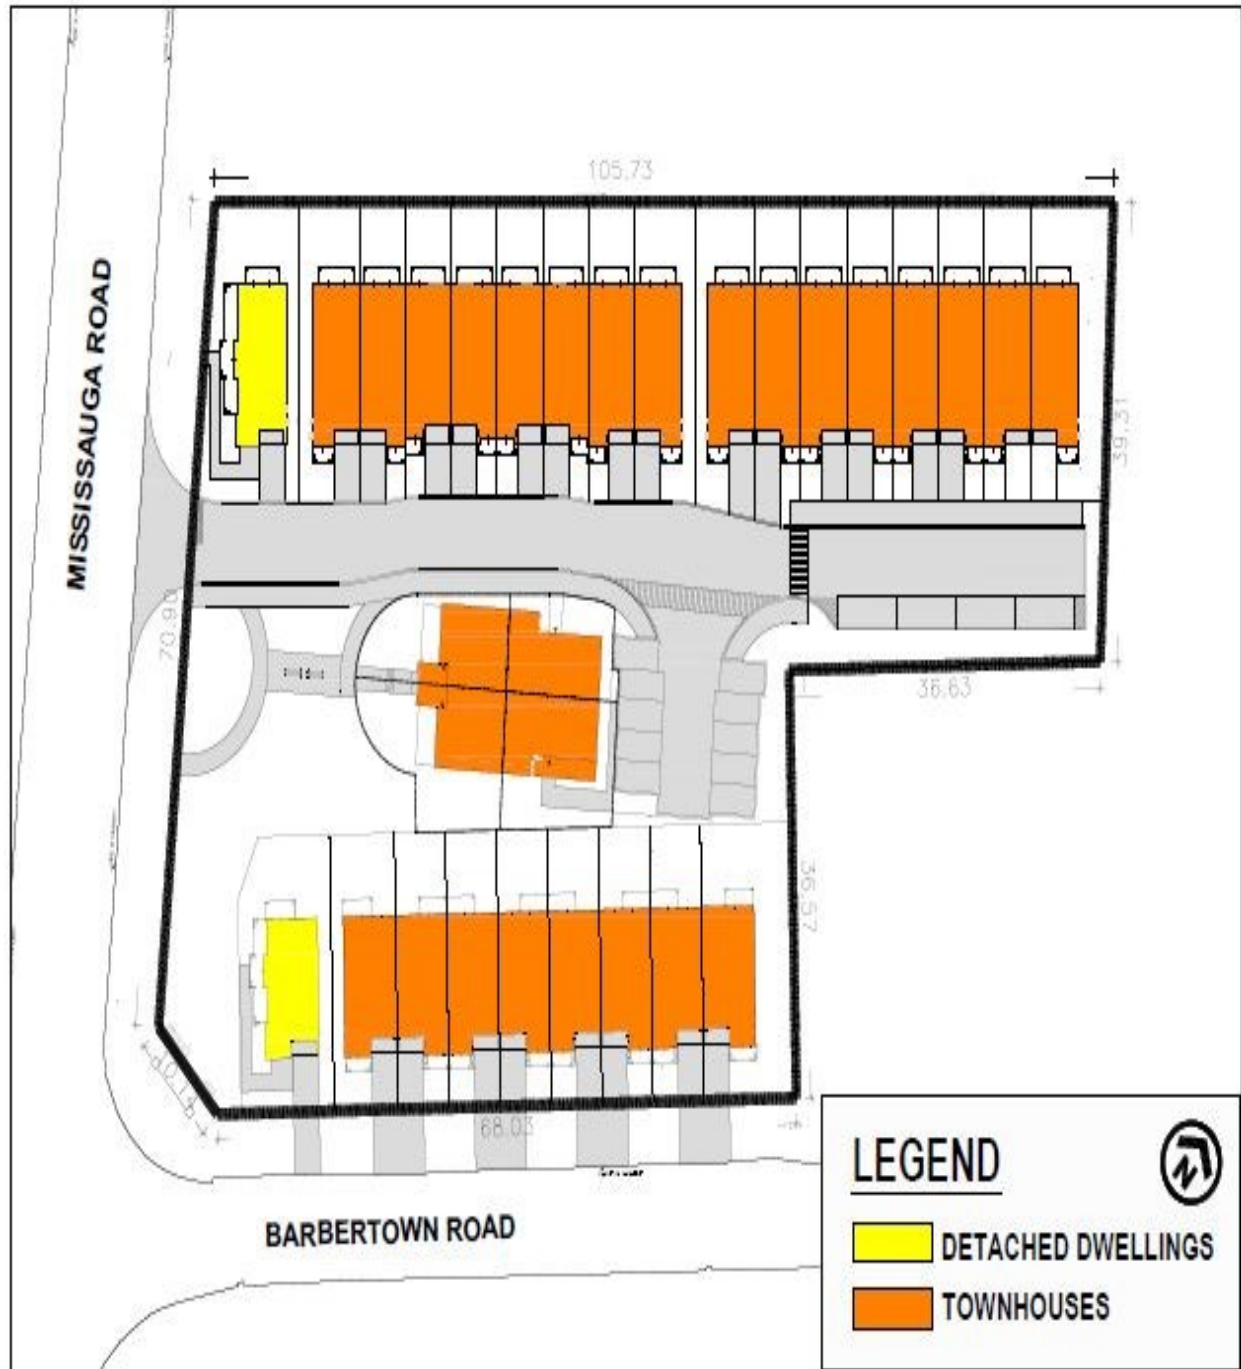 105.73
MISSISSAUGA ROAD
39.31
70.90
36.63
36.57
68.03
BARBERTOWN ROAD
LEGEND
N
DETACHED DWELLINGS
TOWNHOUSES